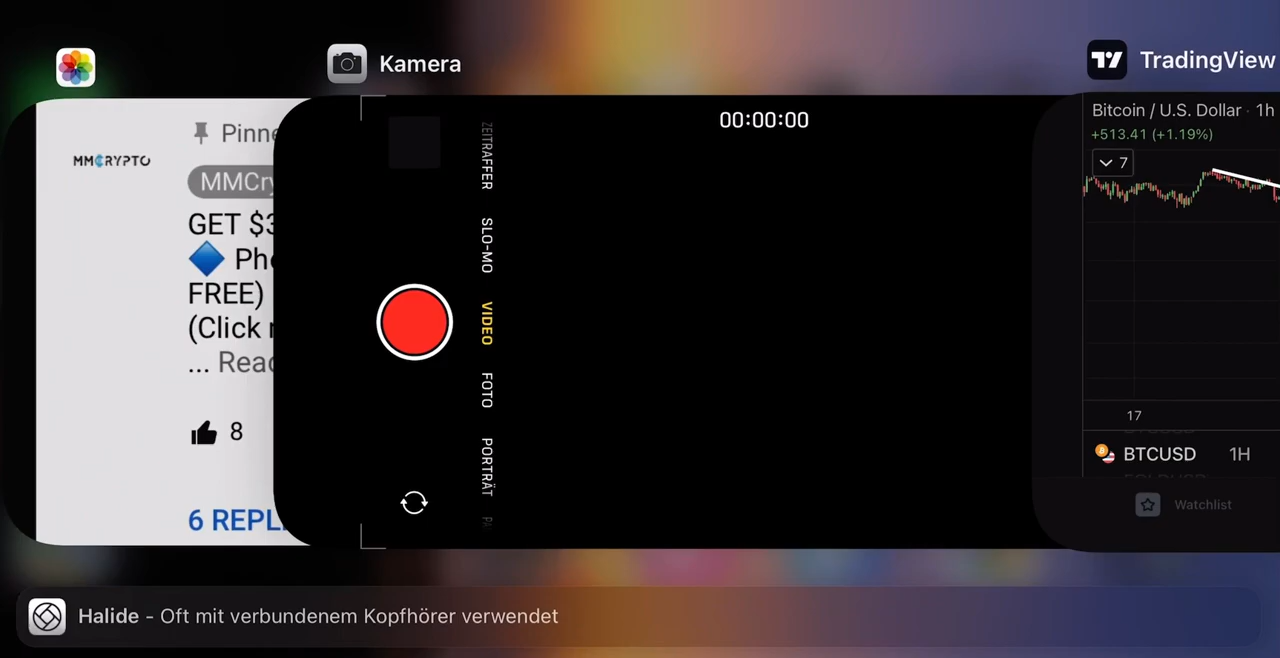 Kamera
TradingView
MMCRYPTO
Pinne
MMCry
GET $3
Pho
FREE)
(Click
... Read
8
6 REPL
00:00:00
ZEITRAFFER
SLO-MO
VIDEO
FOTO
PORTRÄT
PA
Bitcoin / U.S. Dollar · 1h
+513.41 (+1.19%)
7
17
BTCUSD 1H
Watchlist
Halide - Oft mit verbundenem Kopfhörer verwendet